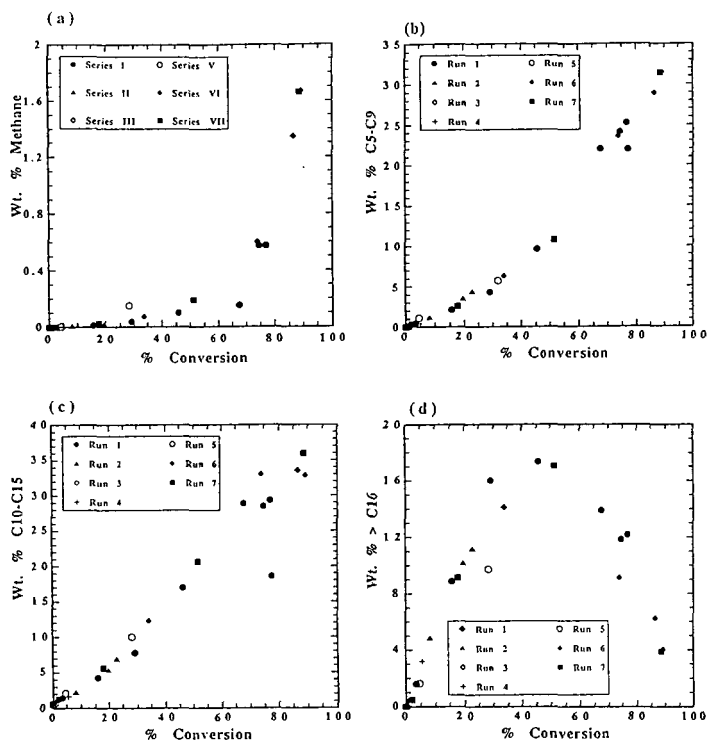 (a)
2
1.6
1.2
0.8
0.4
0
Wt. % Methane
Series I
Series V
Series II
Series VI
Series III
Series VII
0 20 40 60 80 100
% Conversion
(b)
35
30
25
20
15
10
5
0
Wt. % C5-C9
Run 1
Run 5
Run 2
Run 6
Run 3
Run 7
Run 4
0 20 40 60 80 100
% Conversion
(c)
40
35
30
25
20
15
10
5
0
Wt. % C10-C15
Run 1
Run 5
Run 2
Run 6
Run 3
Run 7
Run 4
0 20 40 60 80 100
% Conversion
(d)
20
16
12
8
4
0
Wt. % > C16
Run 1
Run 5
Run 2
Run 6
Run 3
Run 7
Run 4
0 20 40 60 80 100
% Conversion